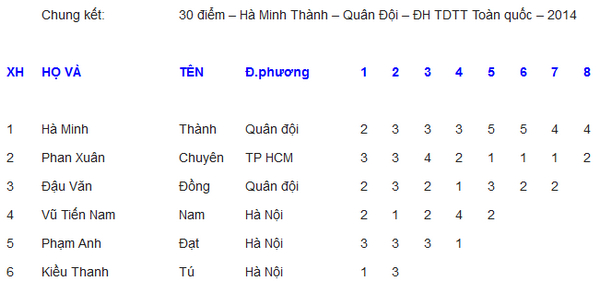 Chung kết: 30 điểm – Hà Minh Thành – Quân Đội – ĐH TDTT Toàn quốc – 2014
XH HỌ VÀ TÊN Đ.phương 1 2 3 4 5 6 7 8
1 Hà Minh Thành Quân đội 2 3 3 3 5 5 4 4
2 Phan Xuân Chuyên TP HCM 3 3 4 2 1 1 1 2
3 Đậu Văn Đồng Quân đội 2 3 2 1 3 2 2
4 Vũ Tiến Nam Nam Hà Nội 2 1 2 4 2
5 Phạm Anh Đạt Hà Nội 3 3 3 1
6 Kiều Thanh Tú Hà Nội 1 3